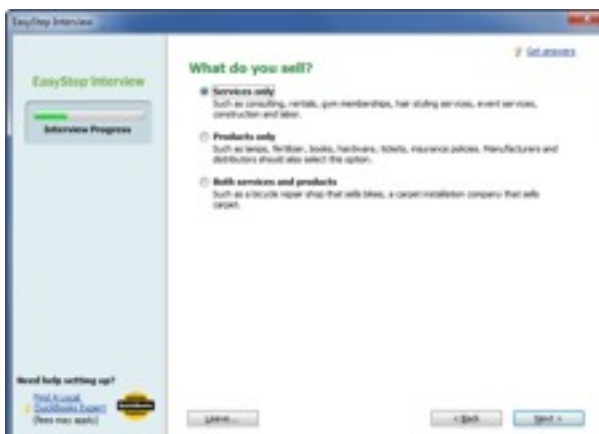 EasyStep Interview
Get answers
EasyStep Interview
Interview Progress
What do you sell?
Services only
Such as consulting, rentals, gym memberships, hair styling services, event services,
construction and labor.
Products only
Such as lamps, fertilizer, books, hardware, tickets, insurance policies. Manufacturers and
distributors should also select this option.
Both services and products
Such as a bicycle repair shop that sells bikes, a carpet installation company that sells
carpet.
Need help setting up?
Find A Local
QuickBooks Expert
(Fees may apply)
Leave...
< Back
Next >